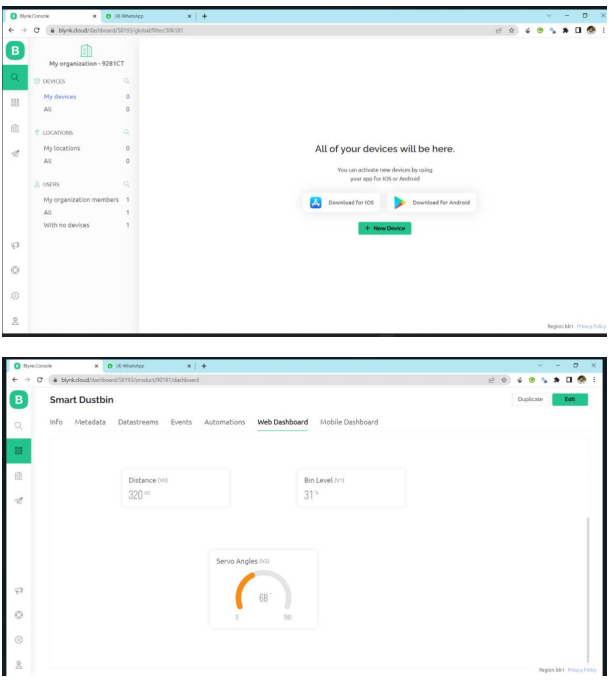 Blynk.Console
(4) WhatsApp
blynk.cloud/dashboard/58193/global/filter/306181
B
My organization - 9281CT
DEVICES
My devices 0
All 0
LOCATIONS
My locations 0
All 0
USERS
My organization members 1
All 1
With no devices 1
All of your devices will be here.
You can activate new devices by using
your app for iOS or Android
Download for iOS
Download for Android
+ New Device
Privacy Policy
Blynk.Console
(4) WhatsApp
blynk.cloud/dashboard/58193/product/90181/dashboard
B
Smart Dustbin
Duplicate
Edit
Info Metadata Datastreams Events Automations Web Dashboard Mobile Dashboard
Distance (V0)
320
Bin Level (V1)
31 %
Servo Angles (V2)
68 °
0 180
Privacy Policy